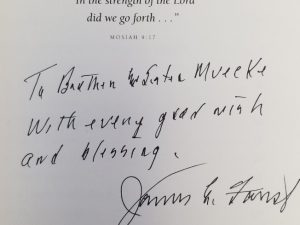 In the strength of the Lord
did we go forth . . ."
MOSIAH 9:17
To Brother & Sister Muecke
With every good wish
and blessing.
James E. Faust